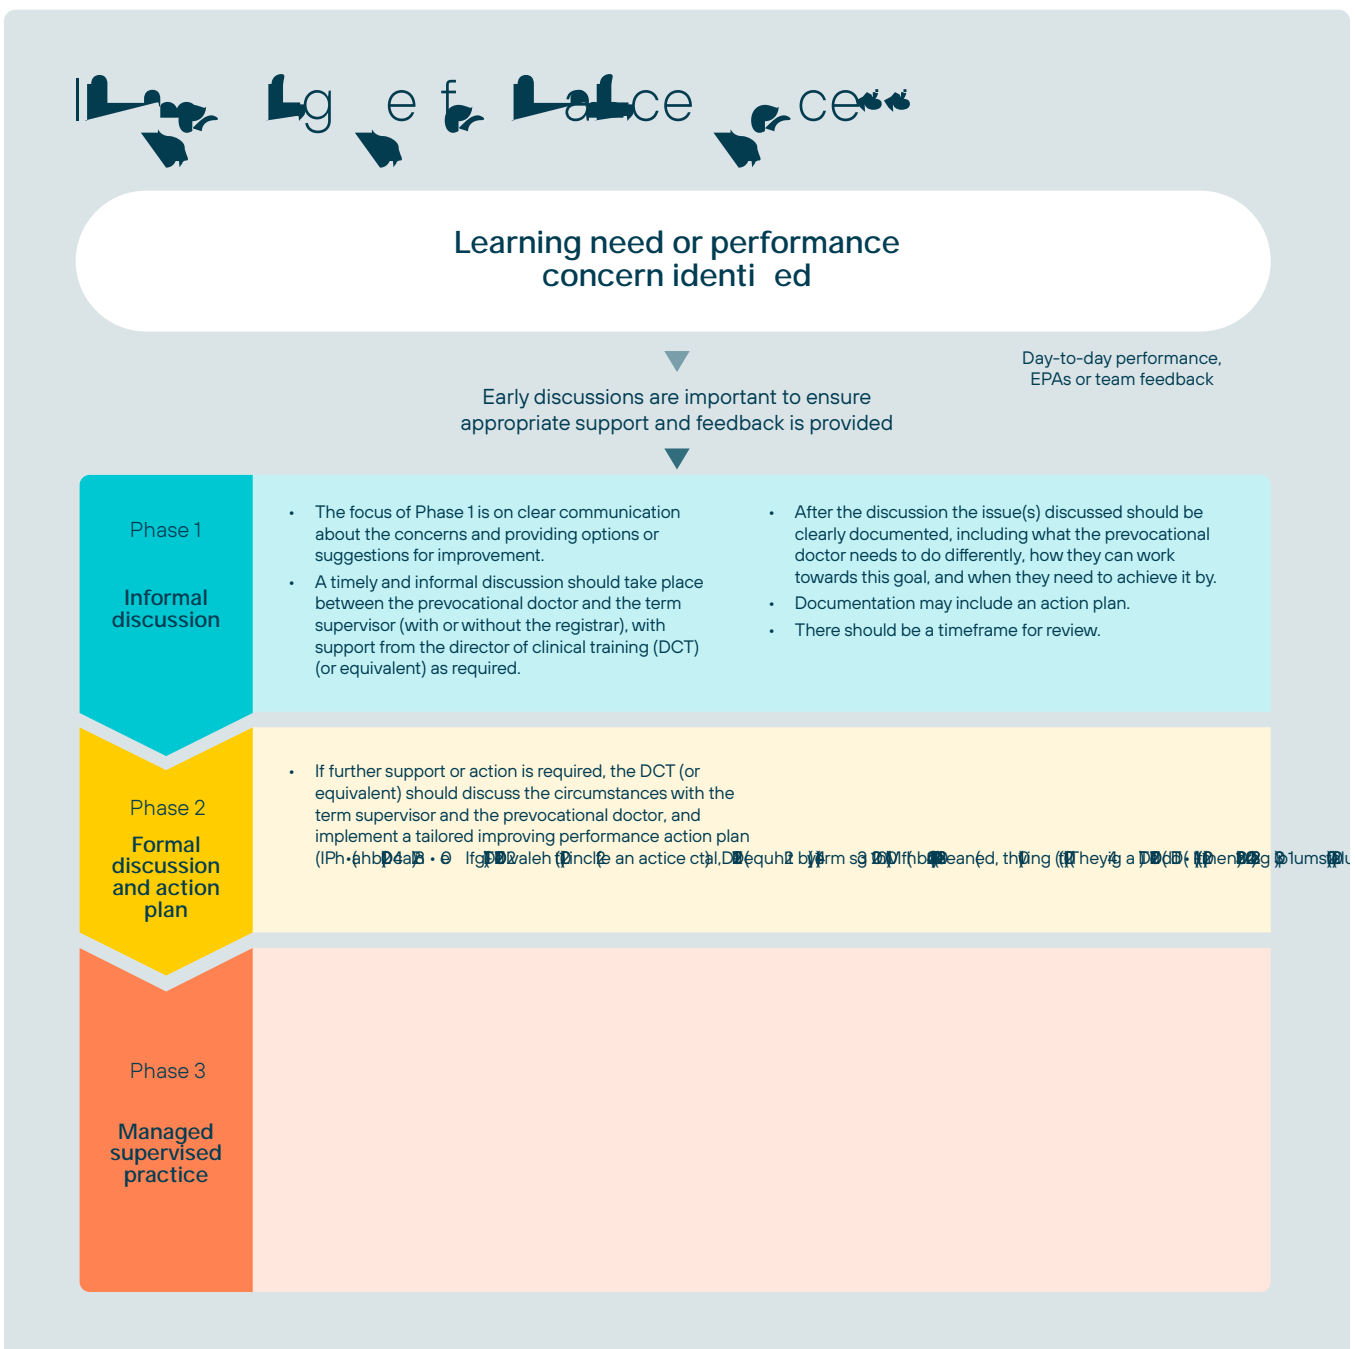 Learning need or performance
concern identi ed
Day-to-day performance,
EPAs or team feedback
Early discussions are important to ensure
appropriate support and feedback is provided
Phase 1
Informal
discussion
• The focus of Phase 1 is on clear communication
about the concerns and providing options or
suggestions for improvement.
• A timely and informal discussion should take place
between the prevocational doctor and the term
supervisor (with or without the registrar), with
support from the director of clinical training (DCT)
(or equivalent) as required.
• After the discussion the issue(s) discussed should be
clearly documented, including what the prevocational
doctor needs to do differently, how they can work
towards this goal, and when they need to achieve it by.
• Documentation may include an action plan.
• There should be a timeframe for review.
Phase 2
Formal
discussion
and action
plan
• If further support or action is required, the DCT (or
equivalent) should discuss the circumstances with the
term supervisor and the prevocational doctor, and
implement a tailored improving performance action plan
Phase 3
Managed
supervised
practice